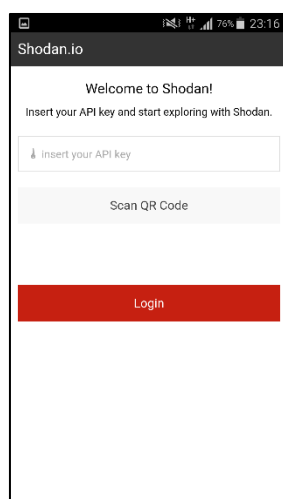 H+ 76% 23:16
Shodan.io
Welcome to Shodan!
Insert your API key and start exploring with Shodan.
Insert your API key
Scan QR Code
Login